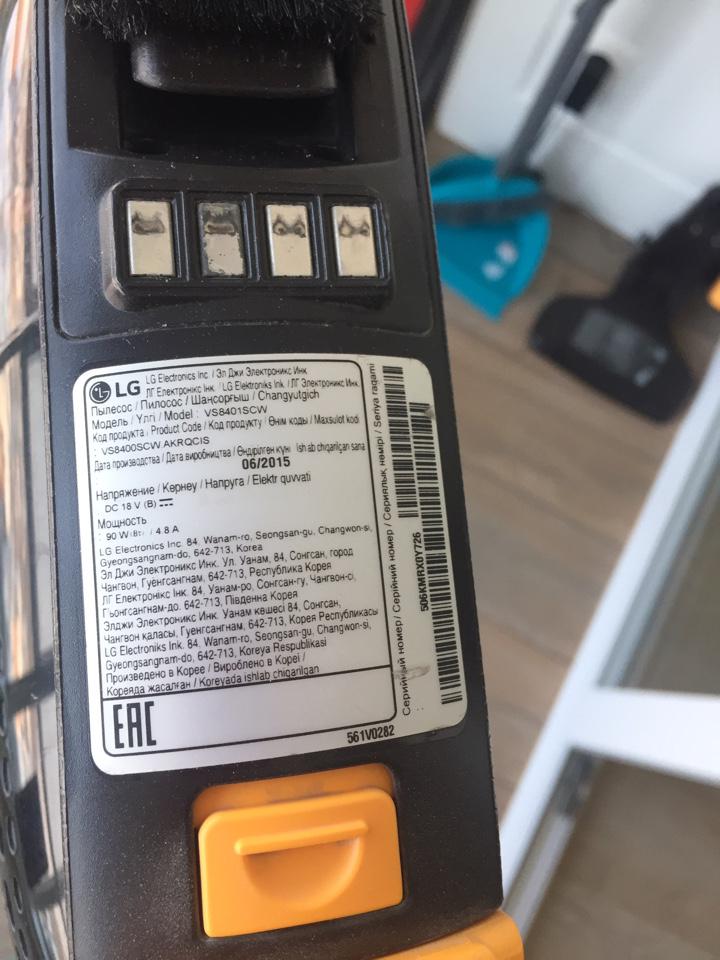 LG LG Electronics Inc / Эл Джи Электроникс Инк
ЛГ Електронікс Інк / LG Elektroniks Ink / ЛГ Электроникс Инк
Пылесос / Пилосос / Шаңсорғыш / Changyutgich
Модель / Үлгі / Model : VS8401SCW
Код продукта / Product Code / Код продукту / Өнім коды / Maxsulot kodi
: VS8400SCW.AKRQCIS
Дата производства / Дата виробництва / Өндірілген күні ish ab chiqarilgan sana
06/2015
Напряжение / Кернеу / Напруга / Elektr quvvati
: DC 18 V (В)
Мощность
: 90 W(Вт) / 4.8 A
LG Electronics Inc. 84, Wanam-ro, Seongsan-gu, Changwon-si,
Gyeongsangnam-do, 642-713, Korea
Эл Джи Электроникс Инк. Ул. Уанам, 84, Сонгсан, город
Чангвон, Гуенгсангнам, 642-713, Республика Корея
ЛГ Електронікс Інк. 84, Уанам-ро, Сонгсан-гу, Чангвон-сі,
Гьонгсангнам-до. 642-713, Південна Корея
Элджи Электроникс Инк. Уанам көшесі 84, Сонгсан,
Чангвон қаласы, Гуенгсангнам, 642-713, Корея Республикасы
LG Elektroniks Ink. 84, Wanam-ro, Seongsan-gu, Changwon-si,
Gyeongsangnam-do, 642-713, Koreya Respublikasi
Произведено в Корее / Вироблено в Кореї /
Кореяда жасалған / Koreyada ishlab chiqarilgan
EAC
561V0282
Серийный номер / Серійний номер / Сериялық нөмірі / Seriya raqami
506KMRX0Y726